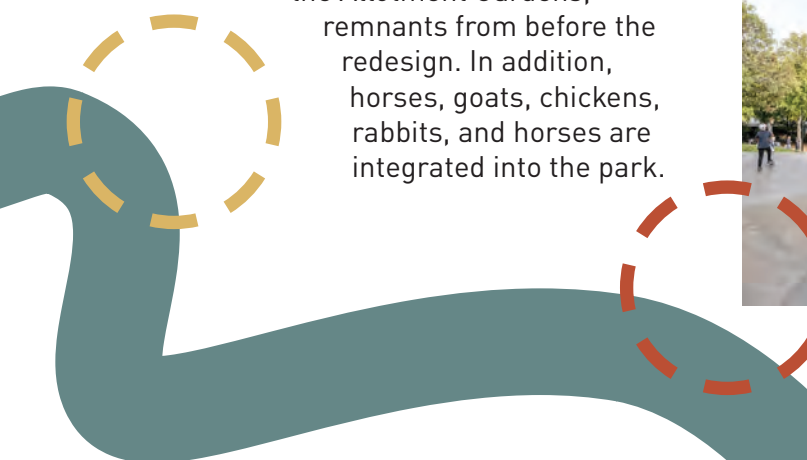 remnants from before the
redesign. In addition,
horses, goats, chickens,
rabbits, and horses are
integrated into the park.